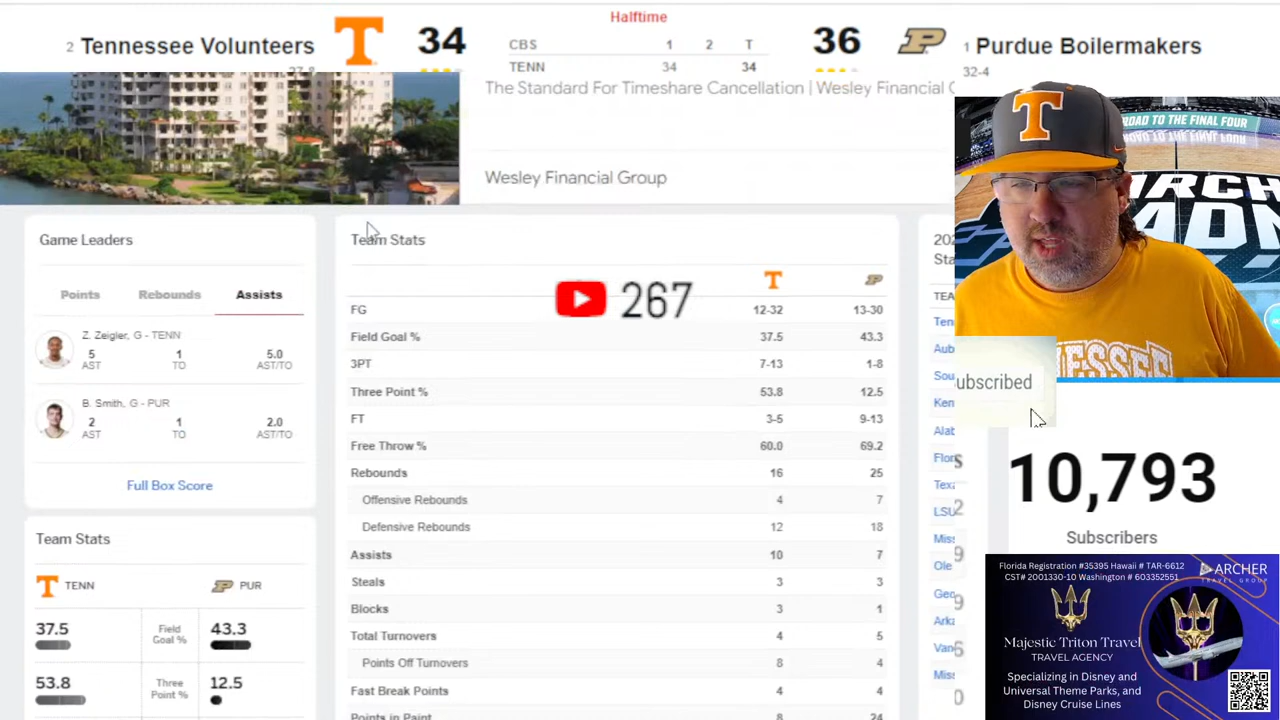 Halftime
2 Tennessee Volunteers T 34
CBS 1 2 T
TENN 34 34
36 P 1 Purdue Boilermakers
32-4
The Standard For Timeshare Cancellation | Wesley Financial
Wesley Financial Group
ROAD TO THE FINAL FOUR
T
Game Leaders
Points Rebounds Assists
Z. Zeigler, G - TENN
5 1 5.0
AST TO AST/TO
B. Smith, G - PUR
2 1 2.0
AST TO AST/TO
Full Box Score
Team Stats
TENN PUR
37.5 Field Goal % 43.3
53.8 Three Point % 12.5
Team Stats
267
T P
FG 12-32 13-30
Field Goal % 37.5 43.3
3PT 7-13 1-8
Three Point % 53.8 12.5
FT 3-5 9-13
Free Throw % 60.0 69.2
Rebounds 16 25
Offensive Rebounds 4 7
Defensive Rebounds 12 18
Assists 10 7
Steals 3 3
Blocks 3 1
Total Turnovers 4 5
Points Off Turnovers 8 4
Fast Break Points 4 4
Points in Paint 8 24
ubscribed
10,793
Subscribers
Florida Registration #35395 Hawaii # TAR-6612
CST# 2001330-10 Washington # 603352551
ARCHER
TRAVEL GROUP
Majestic Triton Travel
TRAVEL AGENCY
Specializing in Disney and
Universal Theme Parks, and
Disney Cruise Lines